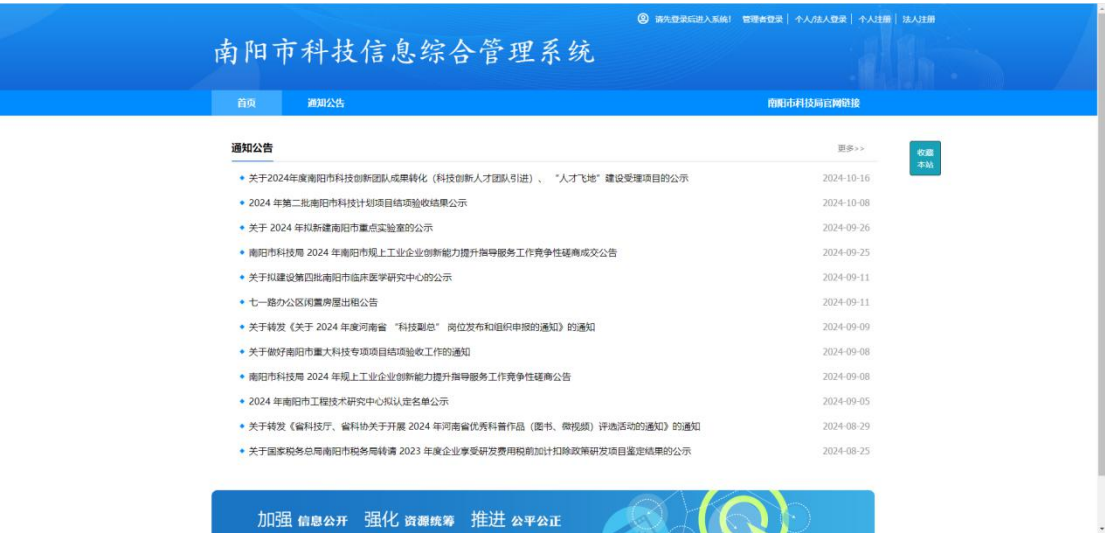 请先登录后进入系统! 管理者登录 | 个人/法人登录 | 个人注册 | 法人注册
南阳市科技信息综合管理系统
首页 通知公告 南阳市科技局官网链接
通知公告 更多>>
收藏
本站
关于2024年度南阳市科技创新团队成果转化（科技创新人才团队引进）、 “人才飞地”建设受理项目的公示 2024-10-16
2024 年第二批南阳市科技计划项目结项验收结果公示 2024-10-08
关于 2024 年拟新建南阳市重点实验室的公示 2024-09-26
南阳市科技局 2024 年南阳市规上工业企业创新能力提升指导服务工作竞争性磋商成交公告 2024-09-25
关于拟建设第四批南阳市临床医学研究中心的公示 2024-09-11
七一路办公区闲置房屋出租公告 2024-09-11
关于转发《关于 2024 年度河南省 “科技副总” 岗位发布和组织申报的通知》的通知 2024-09-09
关于做好南阳市重大科技专项项目结项验收工作的通知 2024-09-08
南阳市科技局 2024 年规上工业企业创新能力提升指导服务工作竞争性磋商公告 2024-09-08
2024 年南阳市工程技术研究中心拟认定名单公示 2024-09-05
关于转发《省科技厅、省科协关于开展 2024 年河南省优秀科普作品（图书、微视频）评选活动的通知》的通知 2024-08-29
关于国家税务总局南阳市税务局转请 2023 年度企业享受研发费用税前加计扣除政策研发项目鉴定结果的公示 2024-08-25
加强 信息公开 强化 资源统筹 推进 公平公正